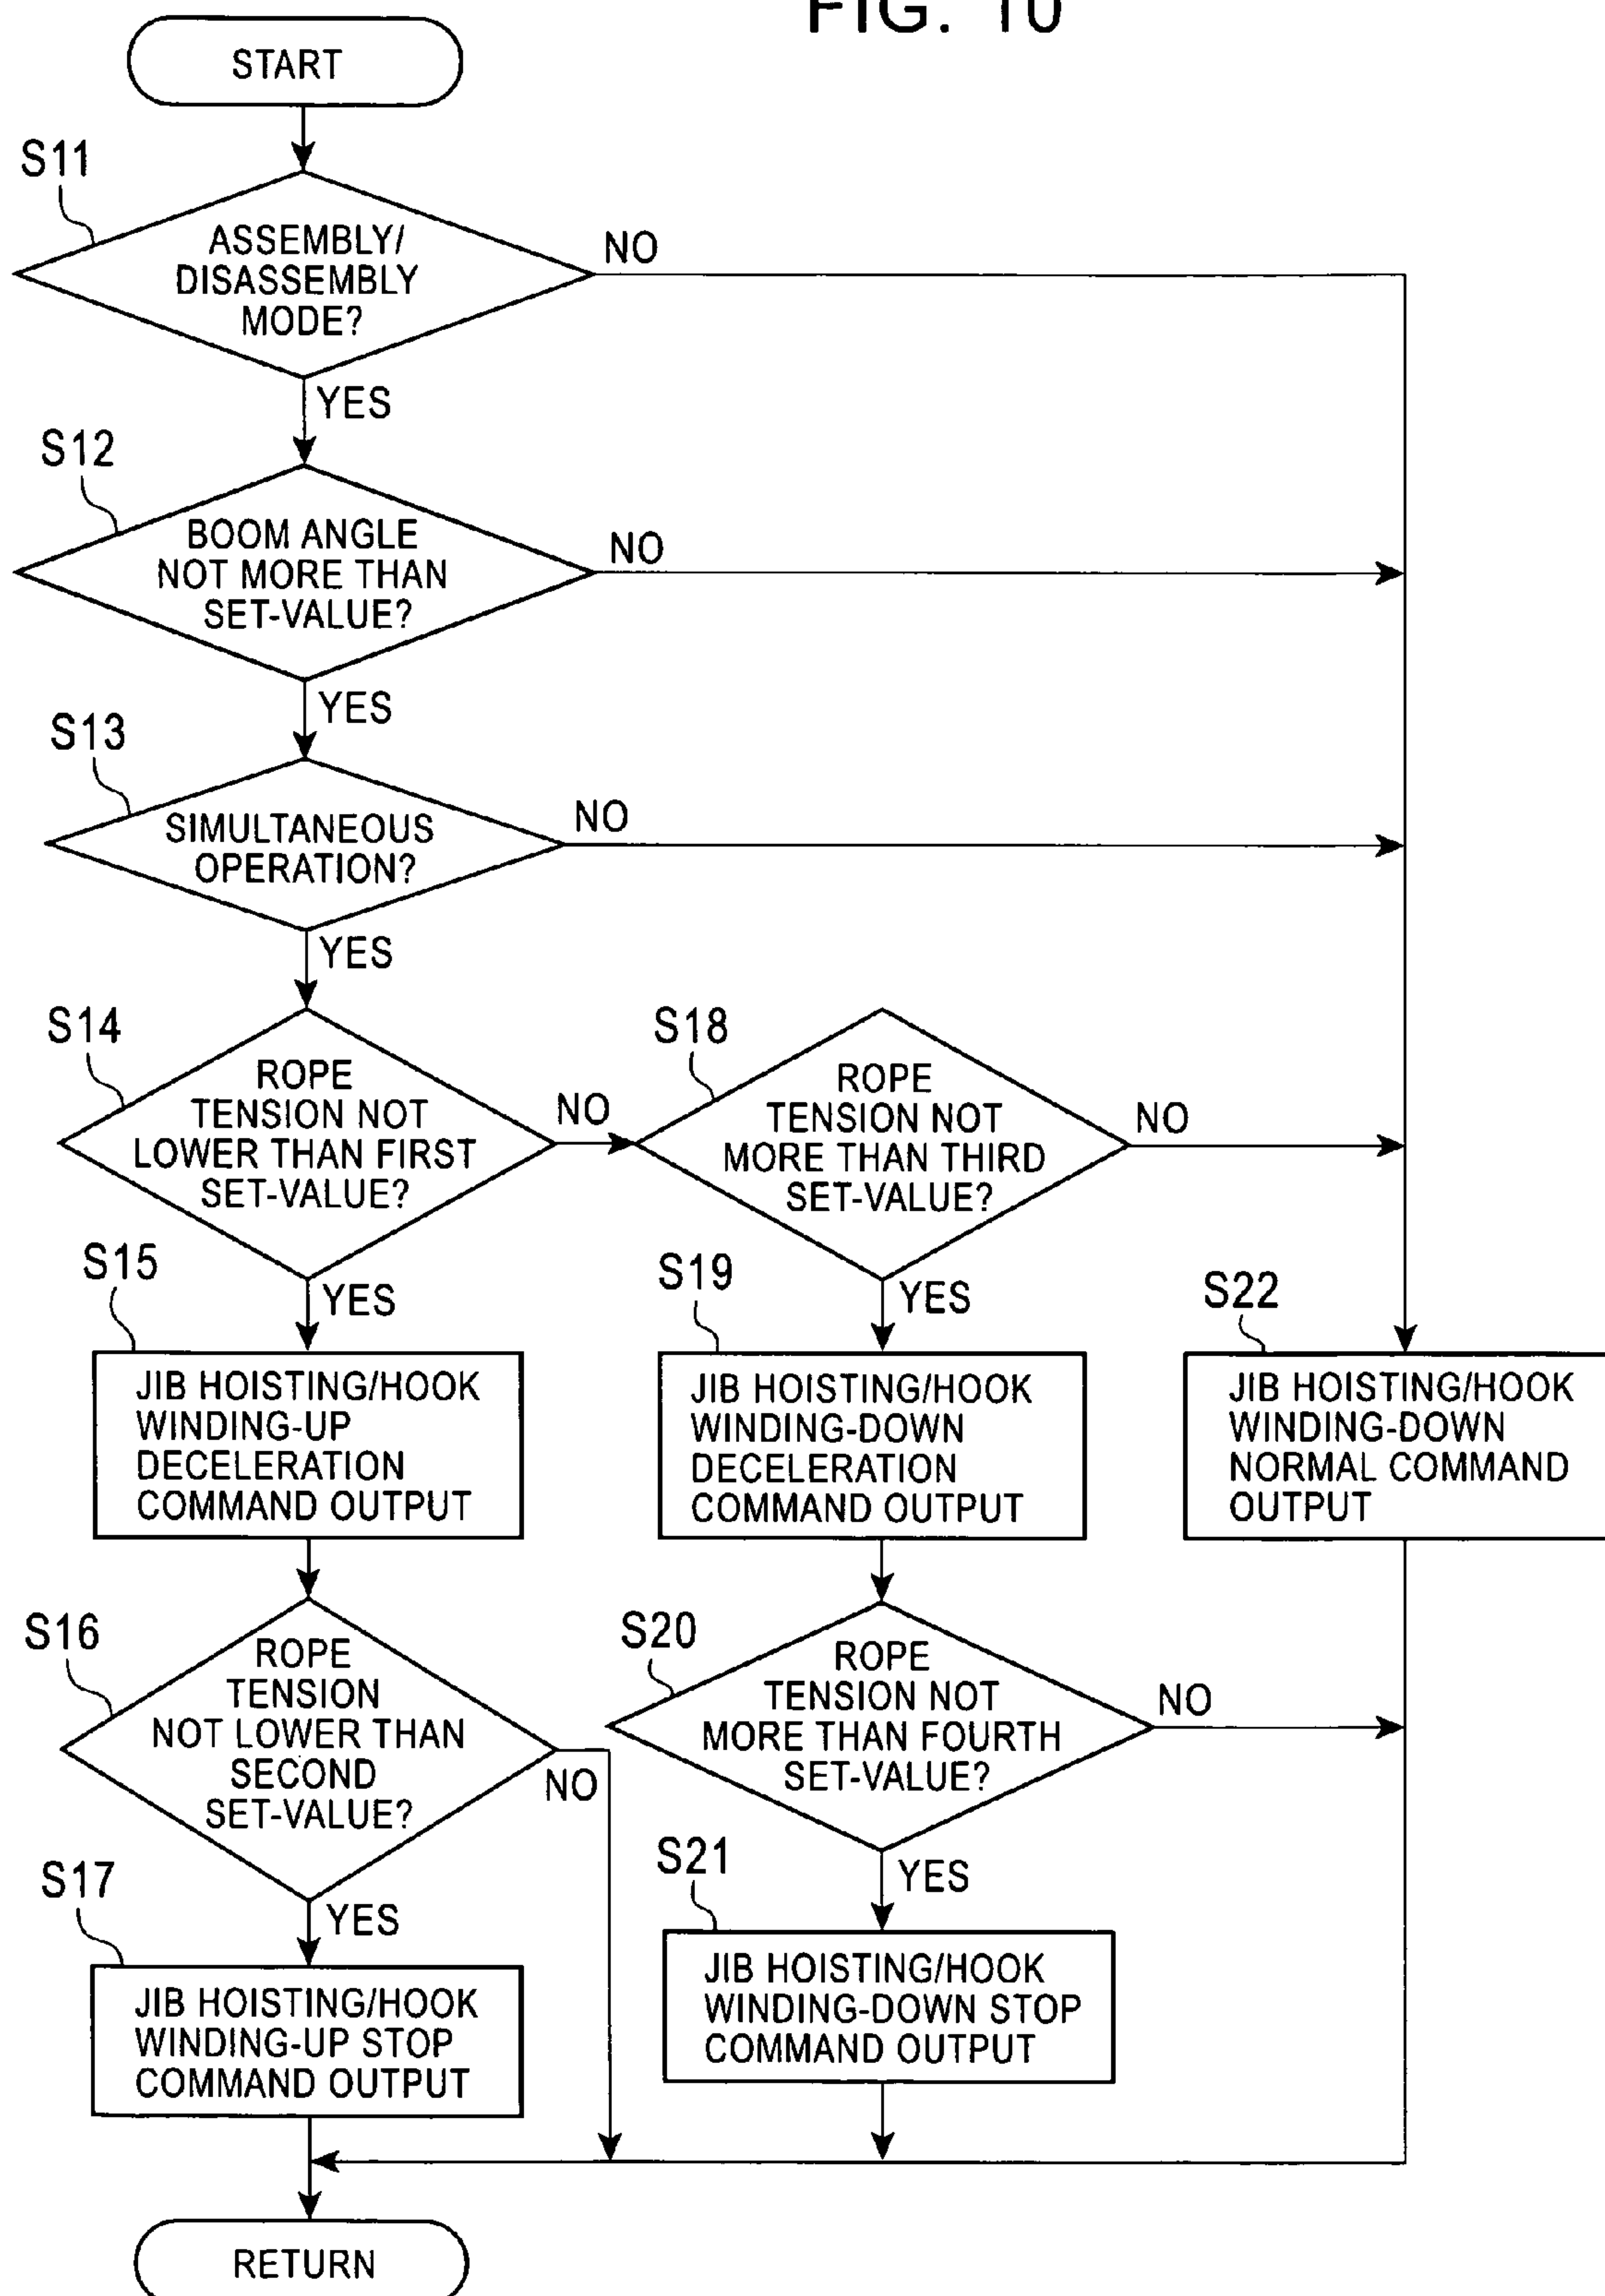 FIG. 10
START
S11
ASSEMBLY/
DISASSEMBLY
MODE?
NO
YES
S12
BOOM ANGLE
NOT MORE THAN
SET-VALUE?
NO
YES
S13
SIMULTANEOUS
OPERATION?
NO
YES
S14
ROPE
TENSION NOT
LOWER THAN FIRST
SET-VALUE?
NO
YES
S18
ROPE
TENSION NOT
MORE THAN THIRD
SET-VALUE?
NO
YES
S15
JIB HOISTING/HOOK
WINDING-UP
DECELERATION
COMMAND OUTPUT
S19
JIB HOISTING/HOOK
WINDING-DOWN
DECELERATION
COMMAND OUTPUT
S22
JIB HOISTING/HOOK
WINDING-DOWN
NORMAL COMMAND
OUTPUT
S16
ROPE
TENSION
NOT LOWER THAN
SECOND
SET-VALUE?
NO
YES
S20
ROPE
TENSION NOT
MORE THAN FOURTH
SET-VALUE?
NO
YES
S17
JIB HOISTING/HOOK
WINDING-UP STOP
COMMAND OUTPUT
S21
JIB HOISTING/HOOK
WINDING-DOWN STOP
COMMAND OUTPUT
RETURN